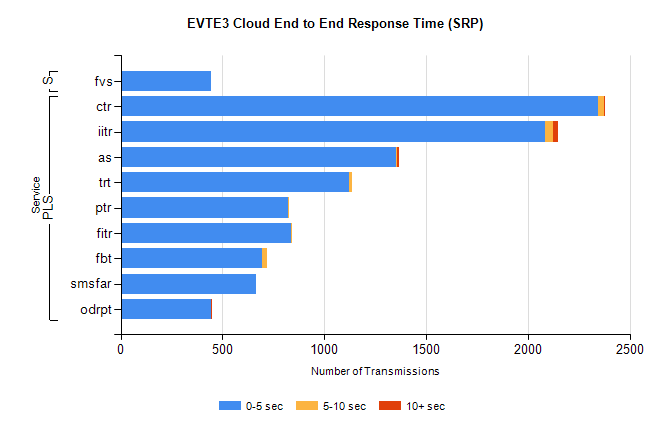 EVTE3 Cloud End to End Response Time (SRP)
S
fvs
ctr
iitr
as
trt
Service
PLS
ptr
fitr
fbt
smsfar
odrpt
0 500 1000 1500 2000 2500
Number of Transmissions
0-5 sec 5-10 sec 10+ sec